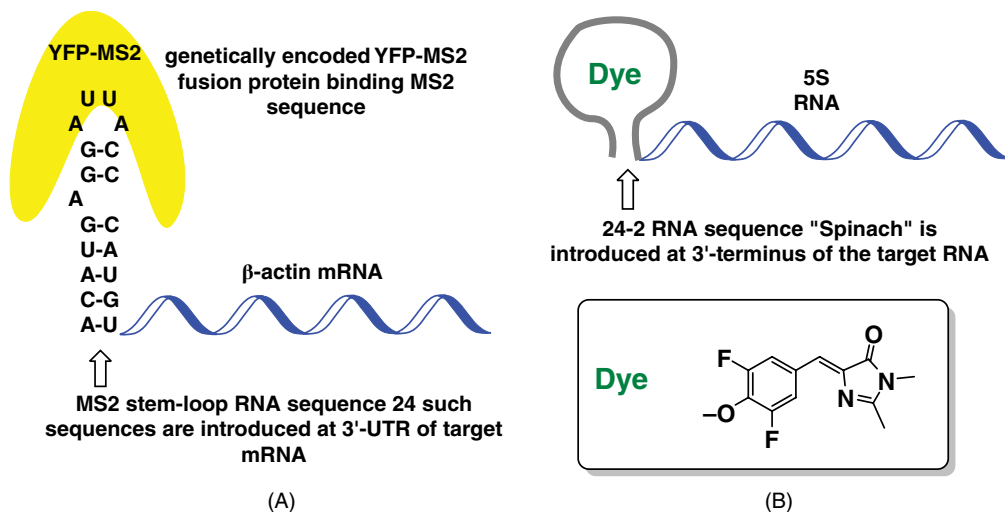 YFP-MS2
genetically encoded YFP-MS2
fusion protein binding MS2
sequence
U U
A A
G-C
G-C
A
G-C
U-A
A-U
C-G
A-U
β-actin mRNA
MS2 stem-loop RNA sequence 24 such
sequences are introduced at 3'-UTR of target
mRNA
(A)
Dye
5S
RNA
24-2 RNA sequence "Spinach" is
introduced at 3'-terminus of the target RNA
Dye
F
O
N
N
–O
F
(B)